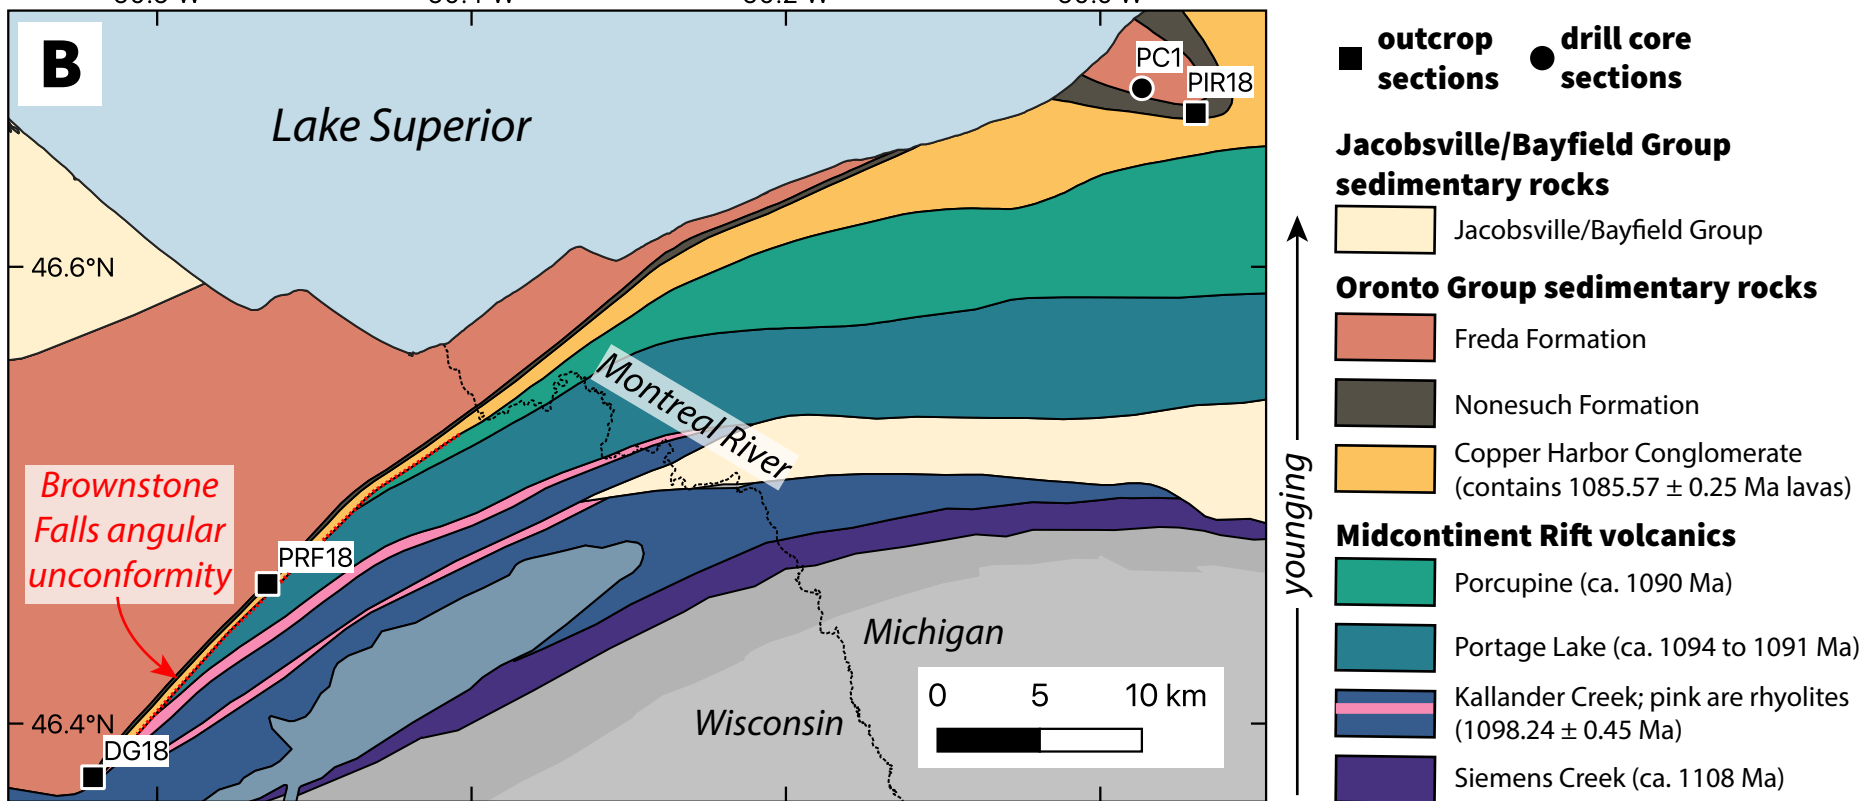 B
Lake Superior
PC1
PIR18
46.6°N
Montreal River
Brownstone
Falls angular
unconformity
PRF18
Michigan
Wisconsin
46.4°N
DG18
0 5 10 km
outcrop
sections
drill core
sections
Jacobsville/Bayfield Group
sedimentary rocks
Jacobsville/Bayfield Group
Oronto Group sedimentary rocks
Freda Formation
Nonesuch Formation
Copper Harbor Conglomerate
(contains 1085.57 ± 0.25 Ma lavas)
Midcontinent Rift volcanics
Porcupine (ca. 1090 Ma)
Portage Lake (ca. 1094 to 1091 Ma)
Kallander Creek; pink are rhyolites
(1098.24 ± 0.45 Ma)
Siemens Creek (ca. 1108 Ma)
younging